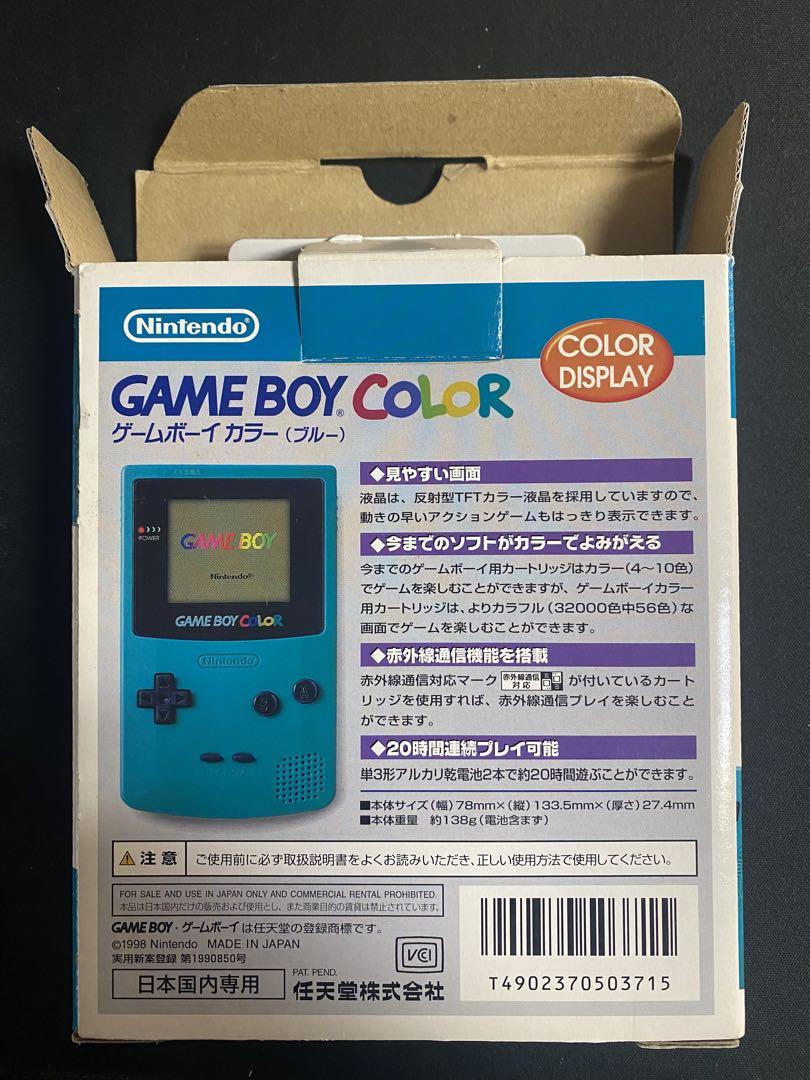 Nintendo®
COLOR
DISPLAY
GAME BOY® COLOR
ゲームボーイ カラー（ブルー）
◆見やすい画面
液晶は、反射型TFTカラー液晶を採用していますので、
動きの早いアクションゲームもはっきり表示できます。
◆今までのソフトがカラーでよみがえる
今までのゲームボーイ用カートリッジはカラー（4〜10色）
でゲームを楽しむことができますが、ゲームボーイカラー
用カートリッジは、よりカラフル（32000色中56色）な
画面でゲームを楽しむことができます。
◆赤外線通信機能を搭載
赤外線通信対応マーク 赤外線通信 対応 が付いているカート
リッジを使用すれば、赤外線通信プレイを楽しむこと
ができます。
◆20時間連続プレイ可能
単3形アルカリ乾電池2本で約20時間遊ぶことができます。
■本体サイズ（幅）78mm×（縦）133.5mm×（厚さ）27.4mm
■本体重量 約138g（電池含まず）
POWER
GAME BOY
Nintendo®
GAME BOY COLOR
Nintendo
B
A
注意 ご使用前に必ず取扱説明書をよくお読みいただき、正しい使用方法で使用してください。
FOR SALE AND USE IN JAPAN ONLY AND COMMERCIAL RENTAL PROHIBITED.
本品は日本国内だけの販売および使用とし、また商業目的の賃貸は禁止されています。
GAME BOY・ゲームボーイは任天堂の登録商標です。
©1998 Nintendo MADE IN JAPAN
実用新案登録 第1990850号
VCI
日本国内専用
PAT. PEND.
任天堂株式会社
T4902370503715